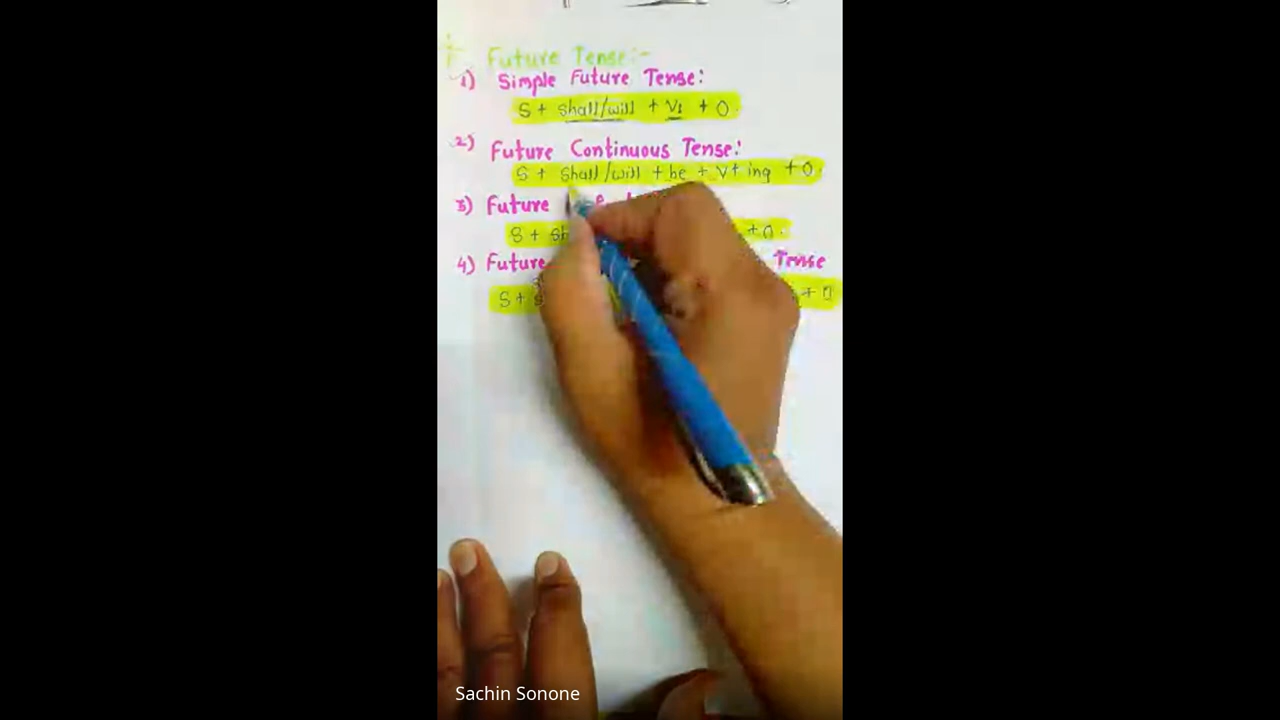 Future Tense:-
1) Simple Future Tense:
S + shall/will + V1 + O
2) Future Continuous Tense:
S + shall/will + be + V+ ing + O.
3) Future
S + sh + O.
4) Future Tense
S + s + O
Sachin Sonone